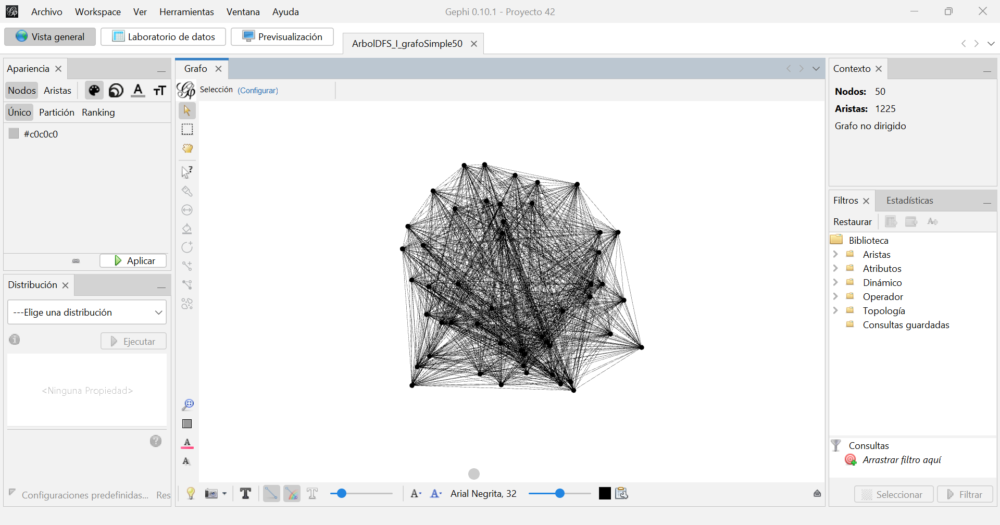 Archivo Workspace Ver Herramientas Ventana Ayuda
Gephi 0.10.1 - Proyecto 42
Vista general
Laboratorio de datos
Previsualización
ArbolDFS_I_grafoSimple50
Apariencia
Nodos Aristas
Único Partición Ranking
#c0c0c0
Aplicar
Distribución
---Elige una distribución
Ejecutar
<Ninguna Propiedad>
Configuraciones predefinidas... Res
Grafo
Selección (Configurar)
Arial Negrita, 32
Contexto
Nodos: 50
Aristas: 1225
Grafo no dirigido
Filtros Estadísticas
Restaurar
Biblioteca
Aristas
Atributos
Dinámico
Operador
Topología
Consultas guardadas
Consultas
Arrastrar filtro aquí
Seleccionar Filtrar